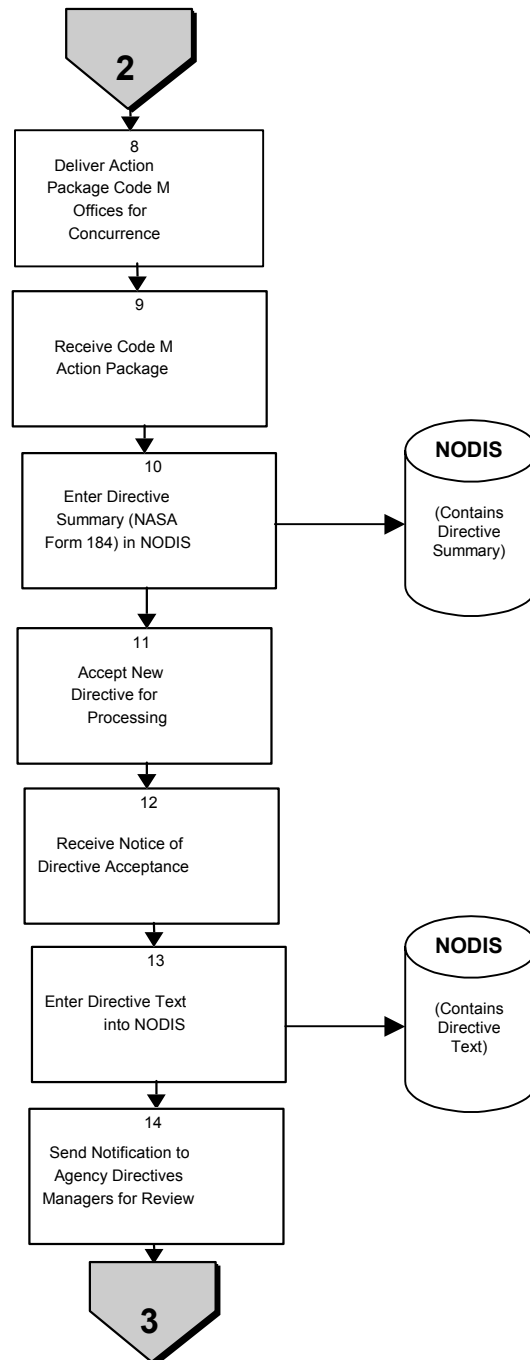 2
8
Deliver Action
Package Code M
Offices for
Concurrence
9
Receive Code M
Action Package
10
Enter Directive
Summary (NASA
Form 184) in NODIS
NODIS
(Contains
Directive
Summary)
11
Accept New
Directive for
Processing
12
Receive Notice of
Directive Acceptance
13
Enter Directive Text
into NODIS
NODIS
(Contains
Directive
Text)
14
Send Notification to
Agency Directives
Managers for Review
3